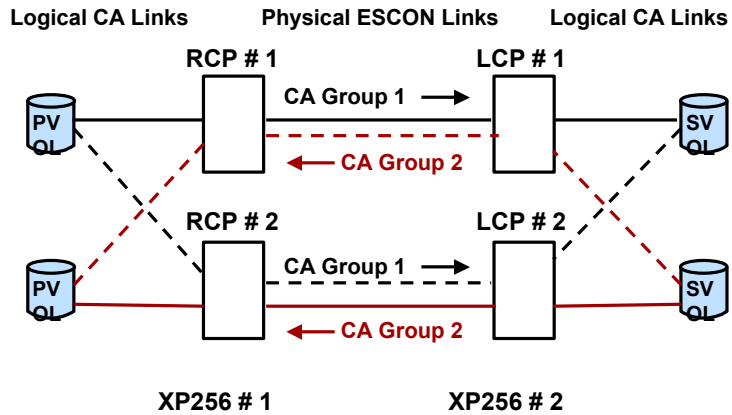 Logical CA Links
Physical ESCON Links
Logical CA Links
RCP # 1
LCP # 1
CA Group 1
PV
OL
SV
OL
CA Group 2
RCP # 2
LCP # 2
CA Group 1
PV
OL
SV
OL
CA Group 2
XP256 # 1
XP256 # 2